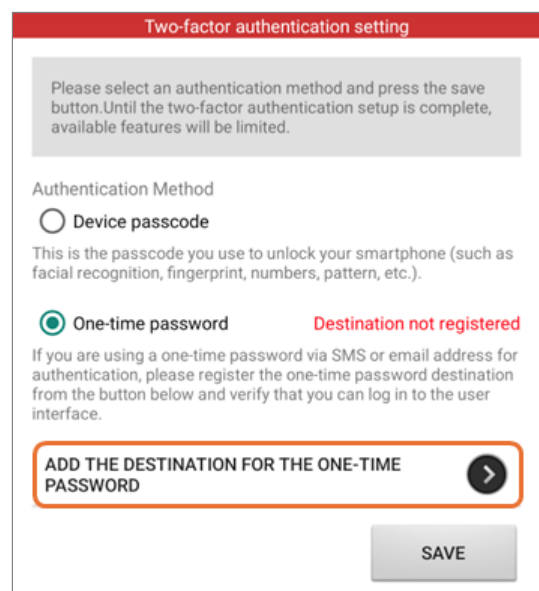 Two-factor authentication setting
Please select an authentication method and press the save
button.Until the two-factor authentication setup is complete,
available features will be limited.
Authentication Method
Device passcode
This is the passcode you use to unlock your smartphone (such as
facial recognition, fingerprint, numbers, pattern, etc.).
One-time password Destination not registered
If you are using a one-time password via SMS or email address for
authentication, please register the one-time password destination
from the button below and verify that you can log in to the user
interface.
ADD THE DESTINATION FOR THE ONE-TIME
PASSWORD
SAVE